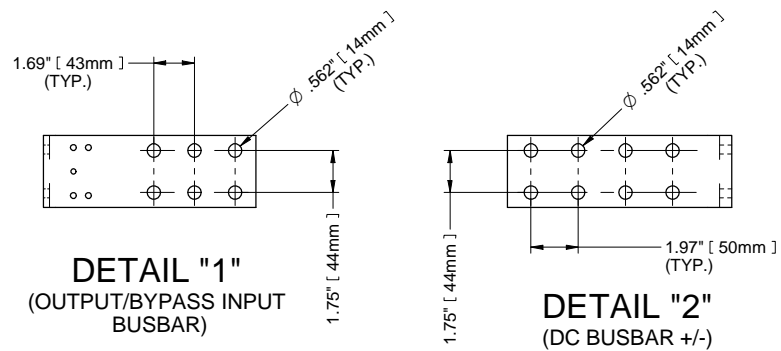 1.69" [ 43mm ]
(TYP.)
Ø .562" [ 14mm ]
(TYP.)
1.75" [ 44mm ]
DETAIL "1"
(OUTPUT/BYPASS INPUT
BUSBAR)
Ø .562" [ 14mm ]
(TYP.)
1.75" [ 44mm ]
1.97" [ 50mm ]
(TYP.)
DETAIL "2"
(DC BUSBAR +/-)